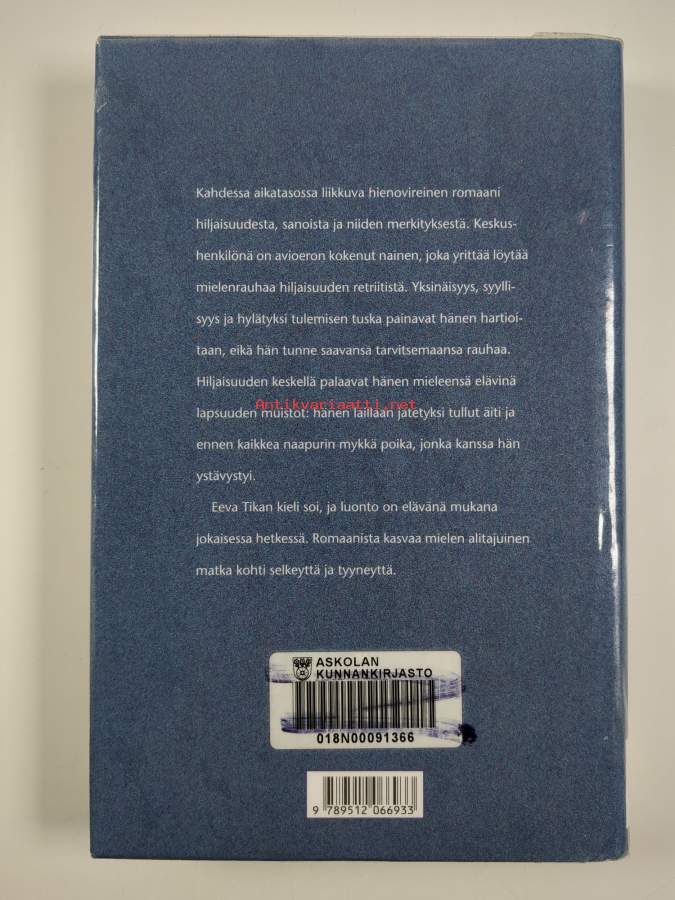 Kahdessa aikatasossa liikkuva hienovireinen romaani
hiljaisuudesta, sanoista ja niiden merkityksestä. Keskus-
henkilönä on avioeron kokenut nainen, joka yrittää löytää
mielenrauhaa hiljaisuuden retriitistä. Yksinäisyys, syylli-
syys ja hylätyksi tulemisen tuska painavat hänen hartioi-
taan, eikä hän tunne saavansa tarvitsemaansa rauhaa.
Hiljaisuuden keskellä palaavat hänen mieleensä elävinä
Antikvariaatti.net
lapsuuden muistot: hänen laillaan jätetyksi tullut äiti ja
ennen kaikkea naapurin mykkä poika, jonka kanssa hän
ystävystyi.
Eeva Tikan kieli soi, ja luonto on elävänä mukana
jokaisessa hetkessä. Romaanista kasvaa mielen alitajuinen
matka kohti selkeyttä ja tyyneyttä.
ASKOLAN
KUNNANKIRJASTO
018N00091366
9 789512 066933